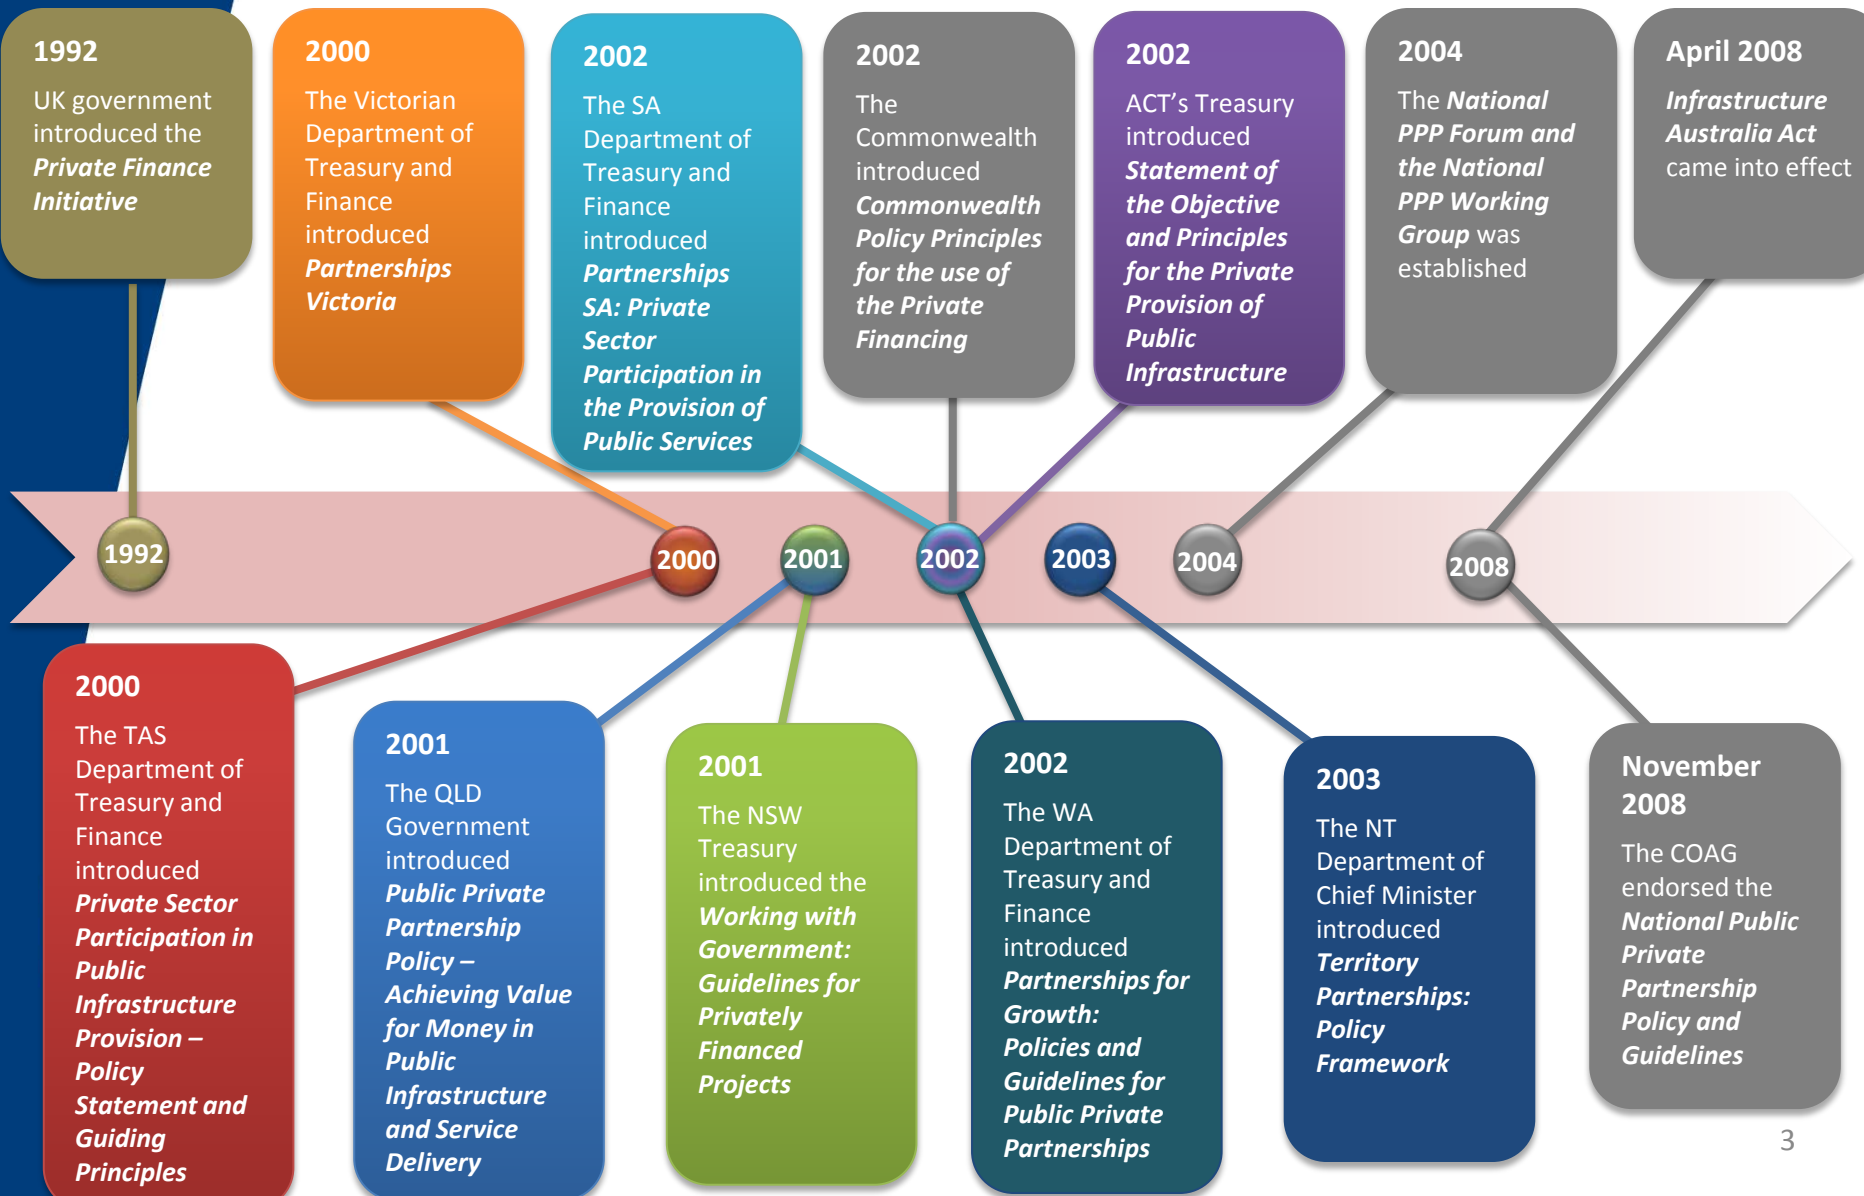 1992
UK government
introduced the
Private Finance
Initiative
2000
The Victorian
Department of
Treasury and
Finance
introduced
Partnerships
Victoria
2002
The SA
Department of
Treasury and
Finance
introduced
Partnerships
SA: Private
Sector
Participation in
the Provision of
Public Services
2002
The
Commonwealth
introduced
Commonwealth
Policy Principles
for the use of
the Private
Financing
2002
ACT’s Treasury
introduced
Statement of
the Objective
and Principles
for the Private
Provision of
Public
Infrastructure
2004
The National
PPP Forum and
the National
PPP Working
Group was
established
April 2008
Infrastructure
Australia Act
came into effect
1992
2000
2001
2002
2003
2004
2008
2000
The TAS
Department of
Treasury and
Finance
introduced
Private Sector
Participation in
Public
Infrastructure
Provision –
Policy
Statement and
Guiding
Principles
2001
The QLD
Government
introduced
Public Private
Partnership
Policy –
Achieving Value
for Money in
Public
Infrastructure
and Service
Delivery
2001
The NSW
Treasury
introduced the
Working with
Government:
Guidelines for
Privately
Financed
Projects
2002
The WA
Department of
Treasury and
Finance
introduced
Partnerships for
Growth:
Policies and
Guidelines for
Public Private
Partnerships
2003
The NT
Department of
Chief Minister
introduced
Territory
Partnerships:
Policy
Framework
November
2008
The COAG
endorsed the
National Public
Private
Partnership
Policy and
Guidelines
3